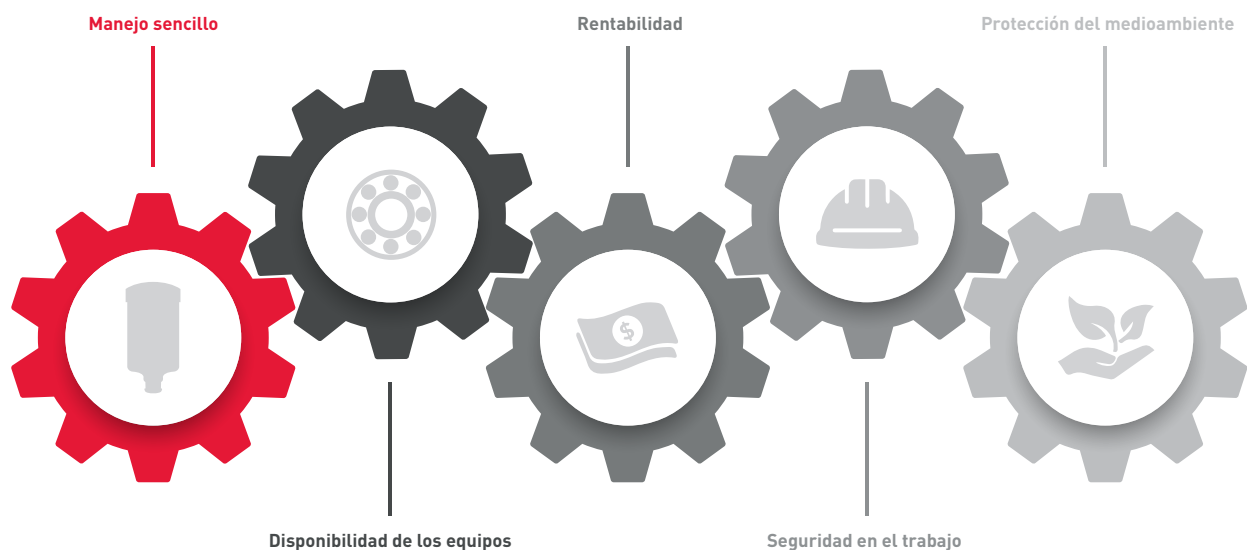 Manejo sencillo
Rentabilidad
Protección del medioambiente
$
Disponibilidad de los equipos
Seguridad en el trabajo